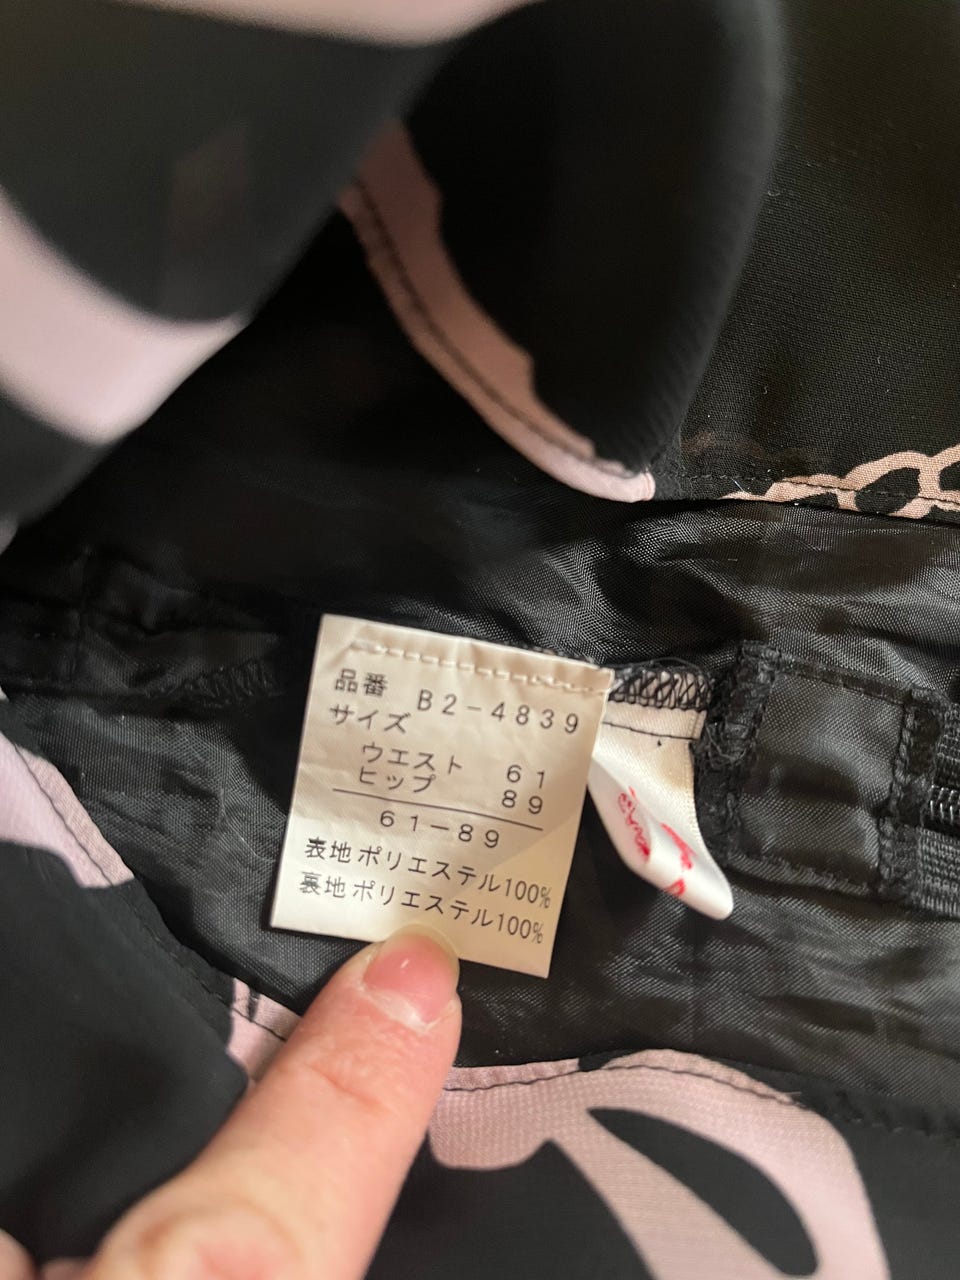 品番 B2-4839
サイズ
ウエスト 61
ヒップ 89
61-89
表地ポリエステル100%
裏地ポリエステル100%